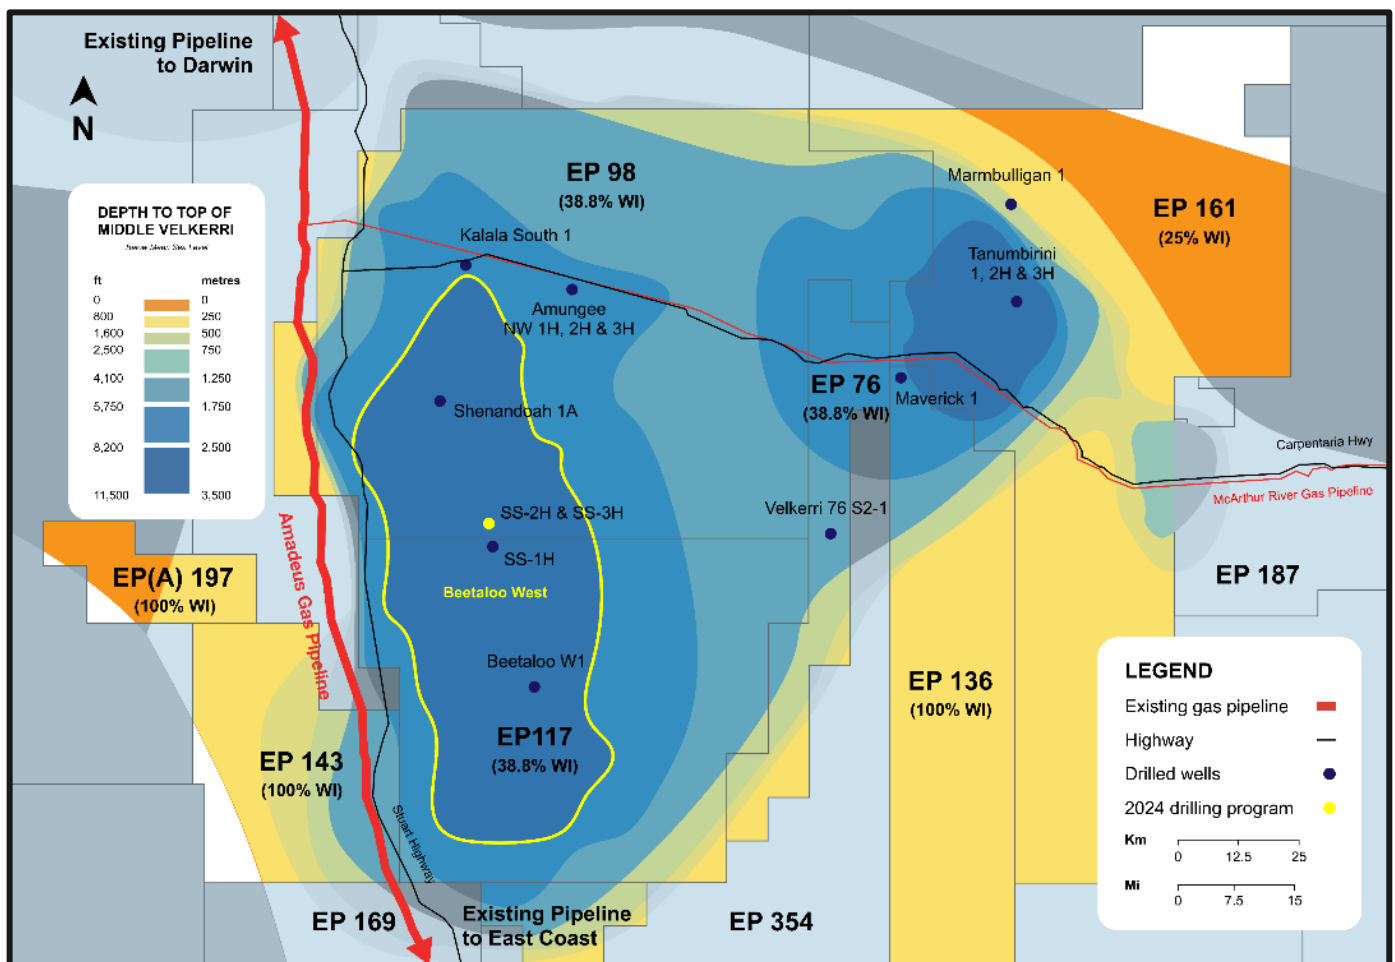 Existing Pipeline
to Darwin
N
DEPTH TO TOP OF
MIDDLE VELKERRI
below Mean Sea Level
ft metres
0 0
800 250
1,600 500
2,500 750
4,100 1.250
5,750 1.750
8,200 2.500
11,500 3.500
EP 98
(38.8% WI)
Marmbulligan 1
EP 161
(25% WI)
Kalala South 1
Tanumbirini
1, 2H & 3H
Amungee
NW 1H, 2H & 3H
EP 76
(38.8% WI)
Maverick 1
Shenandoah 1A
Carpentaria Hwy
McArthur River Gas Pipeline
SS-2H & SS-3H
Velkerri 76 S2-1
SS-1H
EP(A) 197
(100% WI)
EP 187
Beetaloo West
Amadeus Gas Pipeline
Beetaloo W1
EP117
(38.8% WI)
EP 136
(100% WI)
EP 143
(100% WI)
Stuart Highway
EP 169
Existing Pipeline
to East Coast
EP 354
LEGEND
Existing gas pipeline
Highway
Drilled wells
2024 drilling program
Km
0 12.5 25
Mi
0 7.5 15